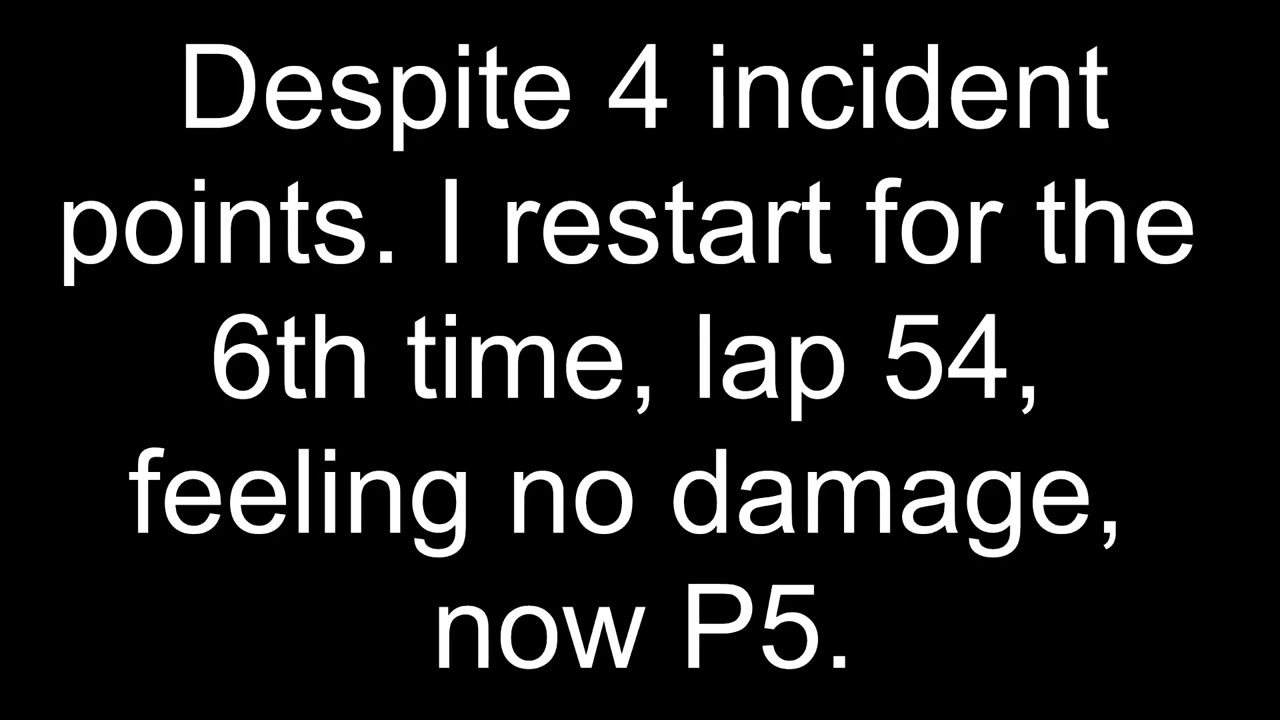 Despite 4 incident
points. I restart for the
6th time, lap 54,
feeling no damage,
now P5.